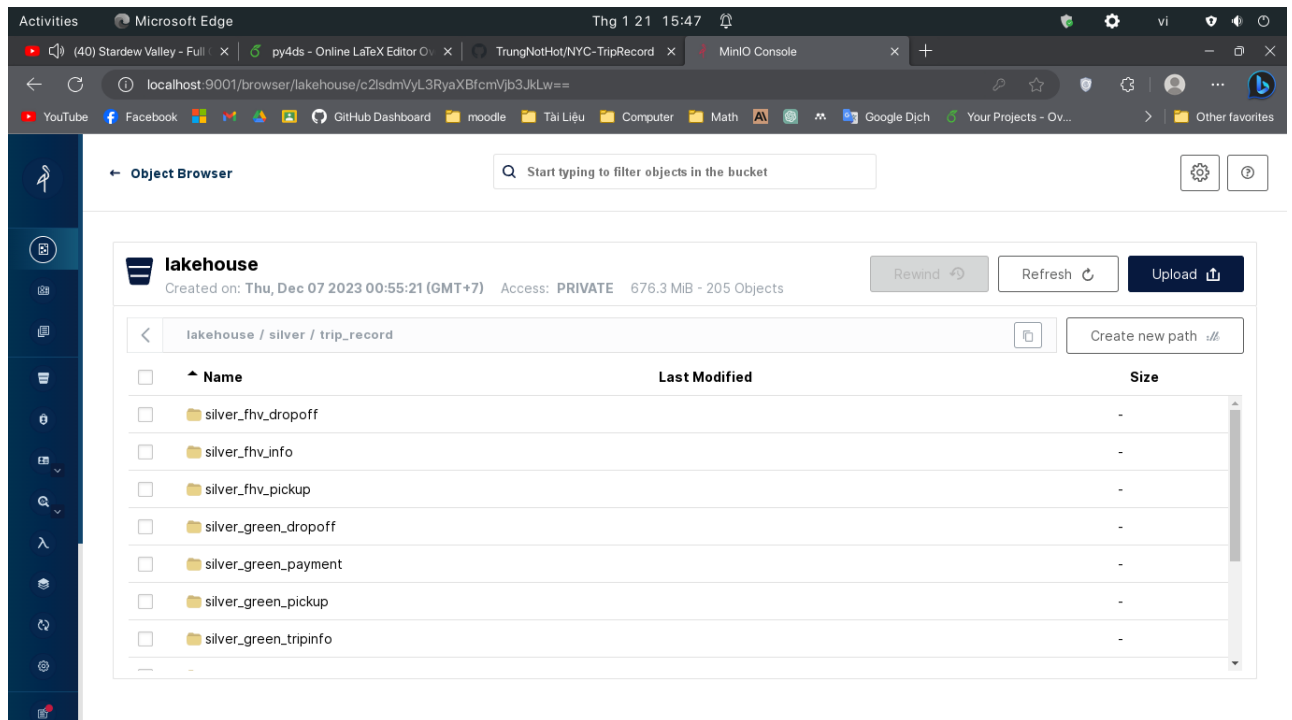 Activities Microsoft Edge Thg 1 21 15:47 vi
(40) Stardew Valley - Full py4ds - Online LaTeX Editor Ov TrungNotHot/NYC-TripRecord MinIO Console
localhost:9001/browser/lakehouse/c2lsdmVyL3RyaXBfcmVjb3JkLw==
YouTube Facebook GitHub Dashboard moodle Tài Liệu Computer Math Google Dịch Your Projects - Ov... Other favorites
← Object Browser Start typing to filter objects in the bucket
lakehouse
Created on: Thu, Dec 07 2023 00:55:21 (GMT+7) Access: PRIVATE 676.3 MiB - 205 Objects Rewind Refresh Upload
lakehouse / silver / trip_record Create new path
Name Last Modified Size
silver_fhv_dropoff -
silver_fhv_info -
silver_fhv_pickup -
silver_green_dropoff -
silver_green_payment -
silver_green_pickup -
silver_green_tripinfo -